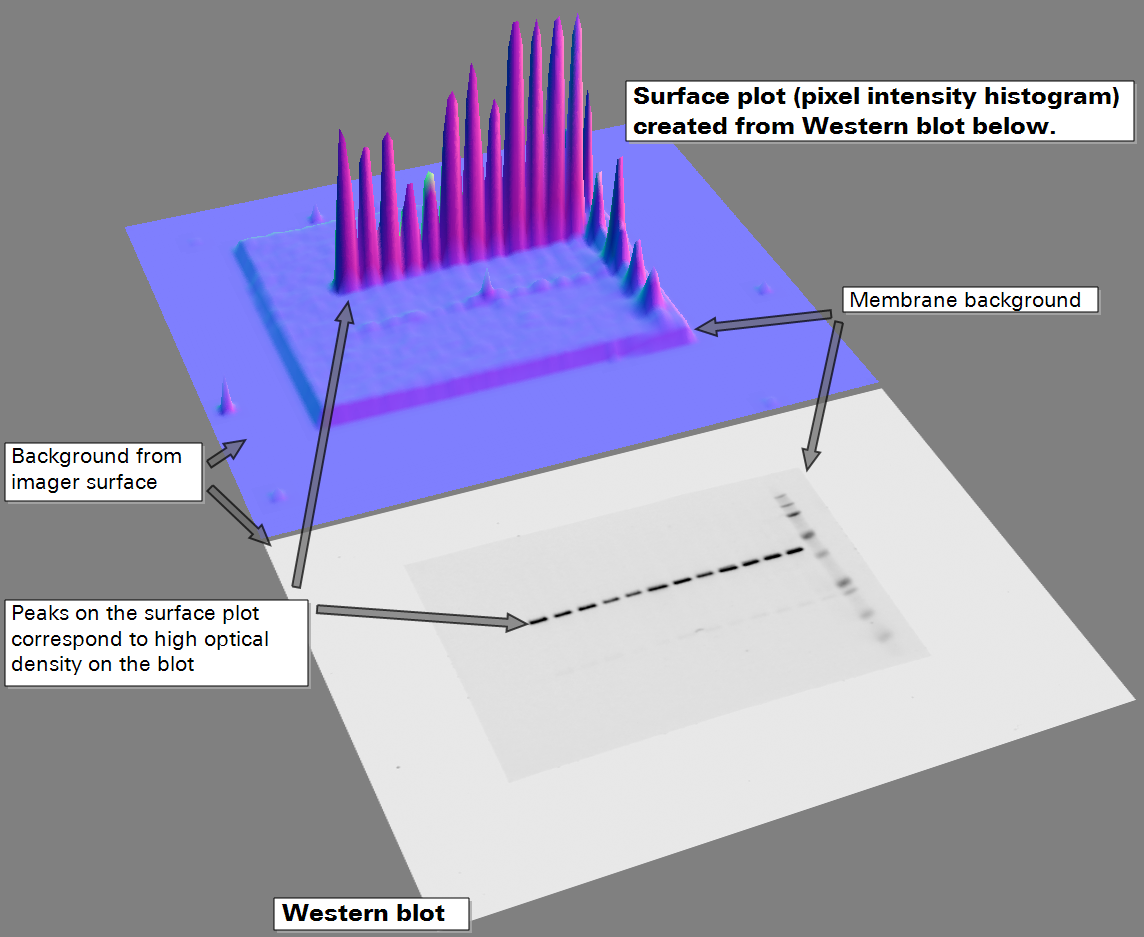 Surface plot (pixel intensity histogram)
created from Western blot below.
Membrane background
Background from
imager surface
Peaks on the surface plot
correspond to high optical
density on the blot
Western blot